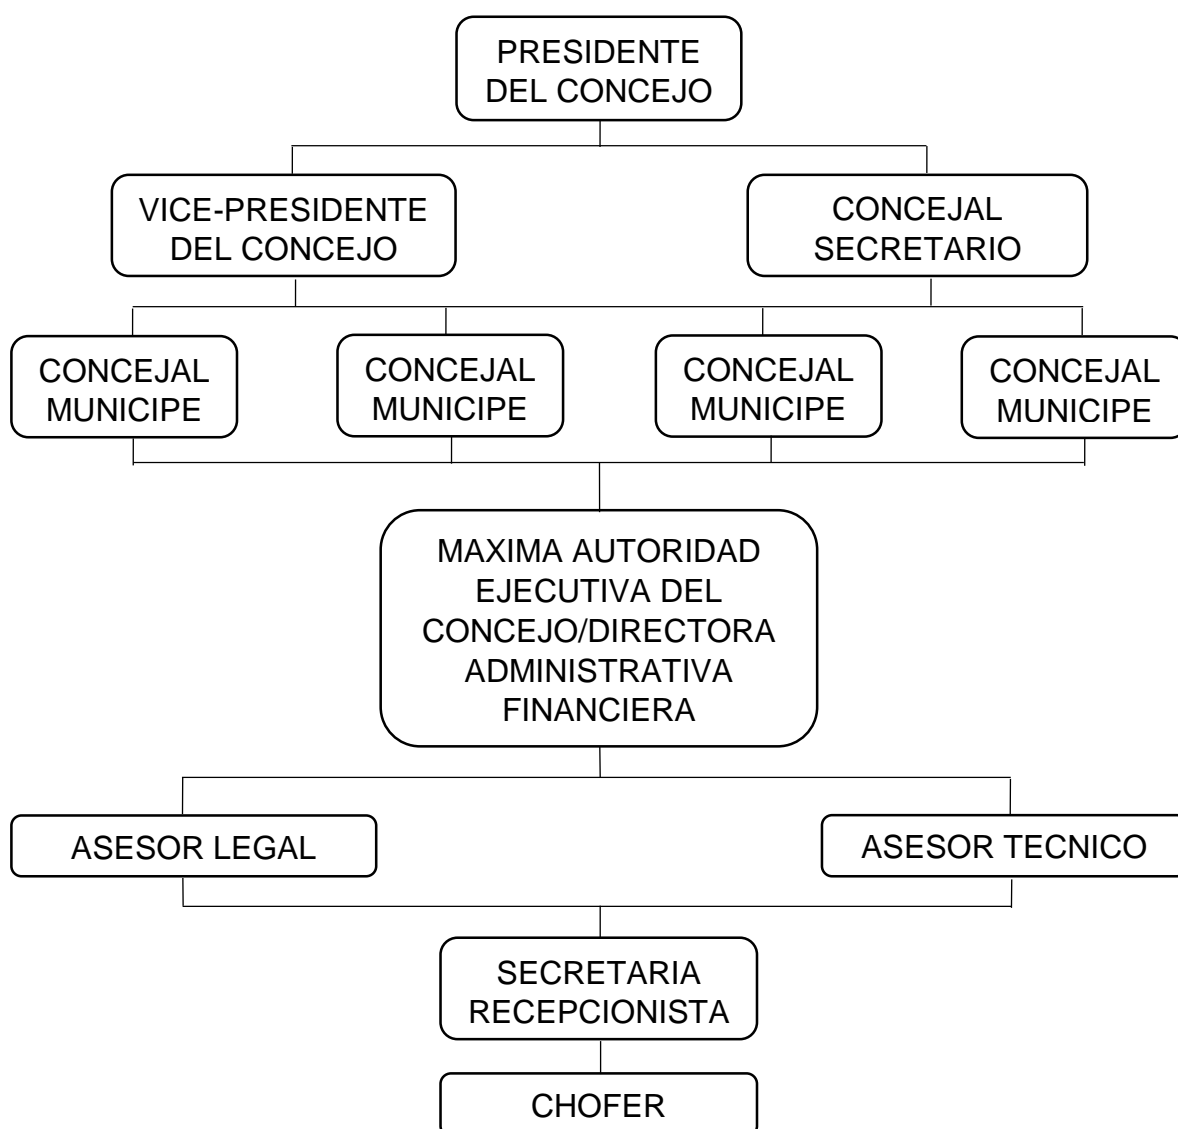 PRESIDENTE
DEL CONCEJO
VICE-PRESIDENTE
DEL CONCEJO
CONCEJAL
SECRETARIO
CONCEJAL
MUNICIPE
CONCEJAL
MUNICIPE
CONCEJAL
MUNICIPE
CONCEJAL
MUNICIPE
MAXIMA AUTORIDAD
EJECUTIVA DEL
CONCEJO/DIRECTORA
ADMINISTRATIVA
FINANCIERA
ASESOR LEGAL
ASESOR TECNICO
SECRETARIA
RECEPCIONISTA
CHOFER